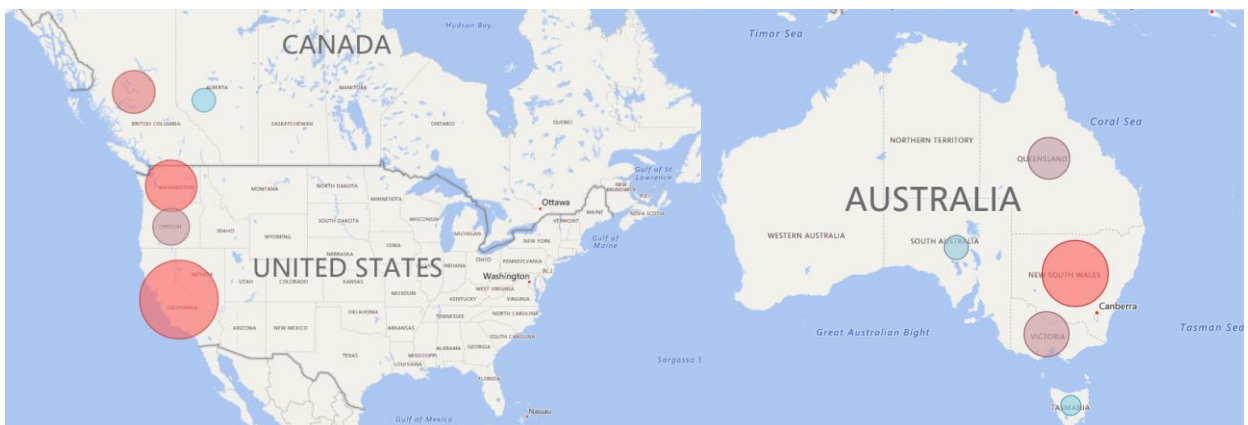 Hudson Bay
CANADA
ALBERTA
MANITOBA
BRITISH COLUMBIA
SASKATCHEWAN
ONTARIO
QUEBEC
Gulf of St
Lawrence
NEW
BRUNSWICK
P.E.I.
NOVA SCOTIA
WASHINGTON
MONTANA
NORTH DAKOTA
MINNESOTA
Ottawa
MAINE
OREGON
IDAHO
SOUTH DAKOTA
WISCONSIN
VERMONT
WYOMING
MICHIGAN
NEW YORK
Gulf of
Maine
IOWA
NEBRASKA
OHIO
PENNSYLVANIA
NEVADA
UNITED STATES
INDIANA
N.J.
UTAH
COLORADO
KANSAS
MISSOURI
Washington
WEST VIRGINIA
KENTUCKY
VIRGINIA
CALIFORNIA
OKLAHOMA
TENNESSEE
NORTH CAROLINA
ARIZONA
NEW MEXICO
ARKANSAS
SOUTH CAROLINA
TEXAS
MISSISSIPPI
ALABAMA
GEORGIA
LOUISIANA
Sargasso S
FLORIDA
Gulf of Mexico
Nassau
Timor Sea
Coral Sea
NORTHERN TERRITORY
QUEENSLAND
AUSTRALIA
WESTERN AUSTRALIA
SOUTH AUSTRALIA
NEW SOUTH WALES
Canberra
Great Australian Bight
VICTORIA
Tasman Sea
TASMANIA